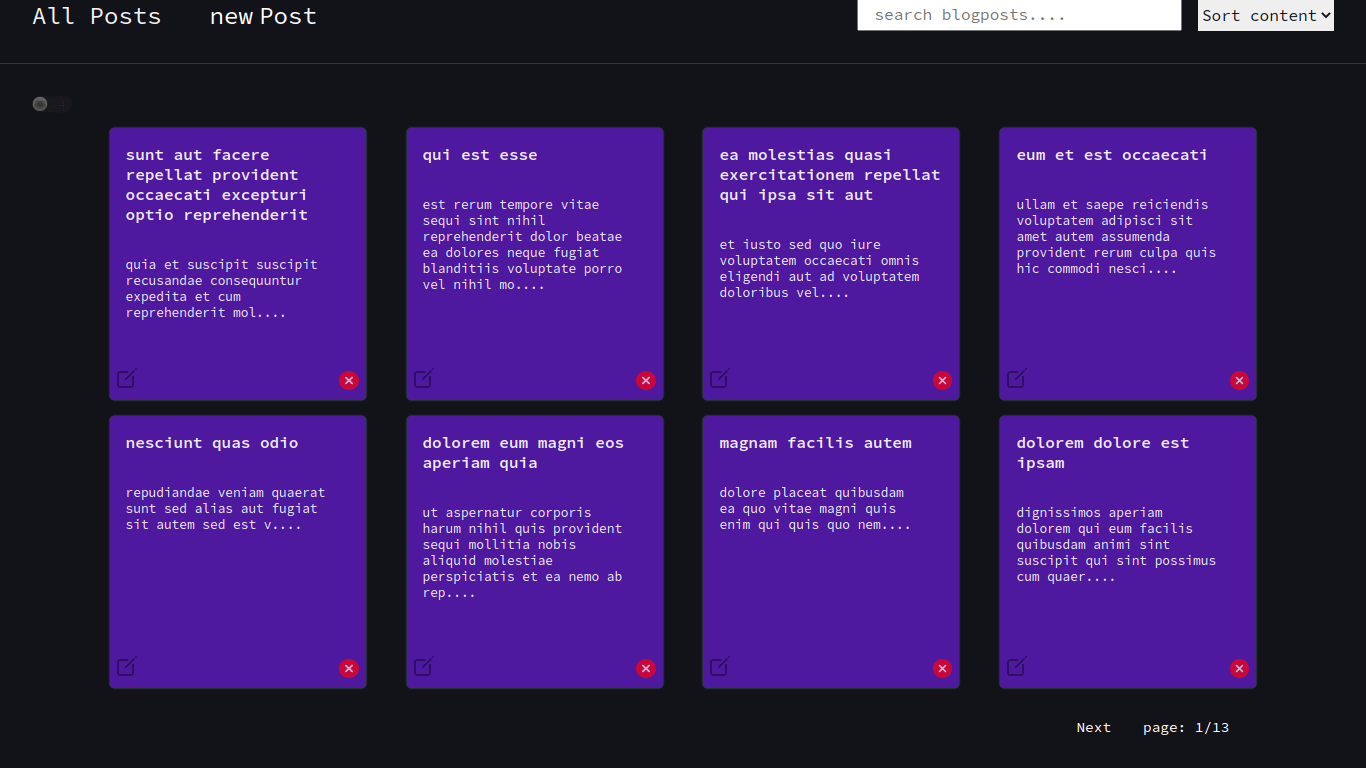 All Posts new Post search blogposts.... Sort content
sunt aut facere
repellat provident
occaecati excepturi
optio reprehenderit
quia et suscipit suscipit
recusandae consequuntur
expedita et cum
reprehenderit mol....
qui est esse
est rerum tempore vitae
sequi sint nihil
reprehenderit dolor beatae
ea dolores neque fugiat
blanditiis voluptate porro
vel nihil mo....
ea molestias quasi
exercitationem repellat
qui ipsa sit aut
et iusto sed quo iure
voluptatem occaecati omnis
eligendi aut ad voluptatem
doloribus vel....
eum et est occaecati
ullam et saepe reiciendis
voluptatem adipisci sit
amet autem assumenda
provident rerum culpa quis
hic commodi nesci....
nesciunt quas odio
repudiandae veniam quaerat
sunt sed alias aut fugiat
sit autem sed est v....
dolorem eum magni eos
aperiam quia
ut aspernatur corporis
harum nihil quis provident
sequi mollitia nobis
aliquid molestiae
perspiciatis et ea nemo ab
rep....
magnam facilis autem
dolore placeat quibusdam
ea quo vitae magni quis
enim qui quis quo nem....
dolorem dolore est
ipsam
dignissimos aperiam
dolorem qui eum facilis
quibusdam animi sint
suscipit qui sint possimus
cum quaer....
Next page: 1/13